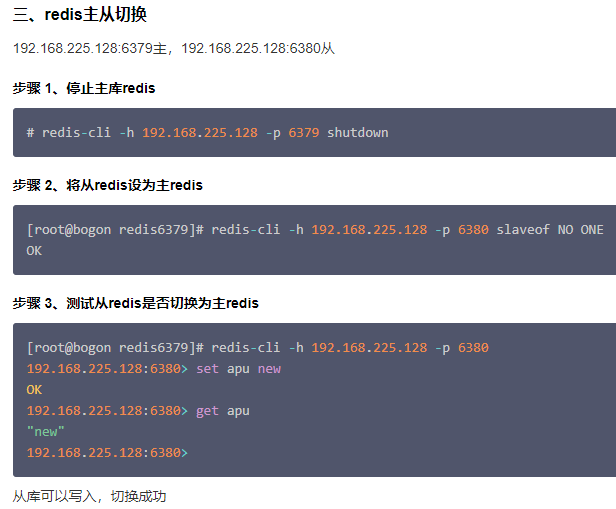 三、redis主从切换
192.168.225.128:6379主，192.168.225.128:6380从
步骤 1、停止主库redis
# redis-cli -h 192.168.225.128 -p 6379 shutdown
步骤 2、将从redis设为主redis
[root@bogon redis6379]# redis-cli -h 192.168.225.128 -p 6380 slaveof NO ONE
OK
步骤 3、测试从redis是否切换为主redis
[root@bogon redis6379]# redis-cli -h 192.168.225.128 -p 6380
192.168.225.128:6380> set apu new
OK
192.168.225.128:6380> get apu
"new"
192.168.225.128:6380>
从库可以写入，切换成功